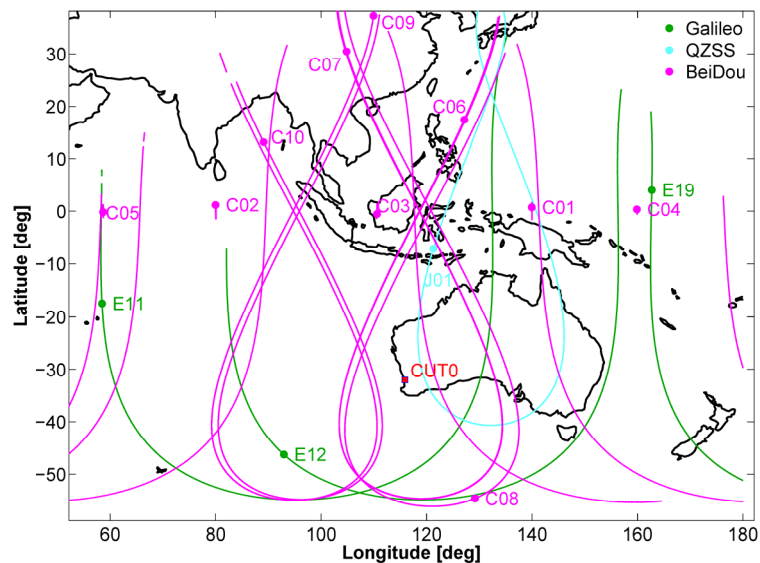 C09
Galileo
QZSS
BeiDou
C07
C06
C10
E19
C05
C02
C03
C01
C04
J01
E11
CUT0
E12
C08
30
20
10
0
−10
−20
−30
−40
−50
Latitude [deg]
60 80 100 120 140 160 180
Longitude [deg]